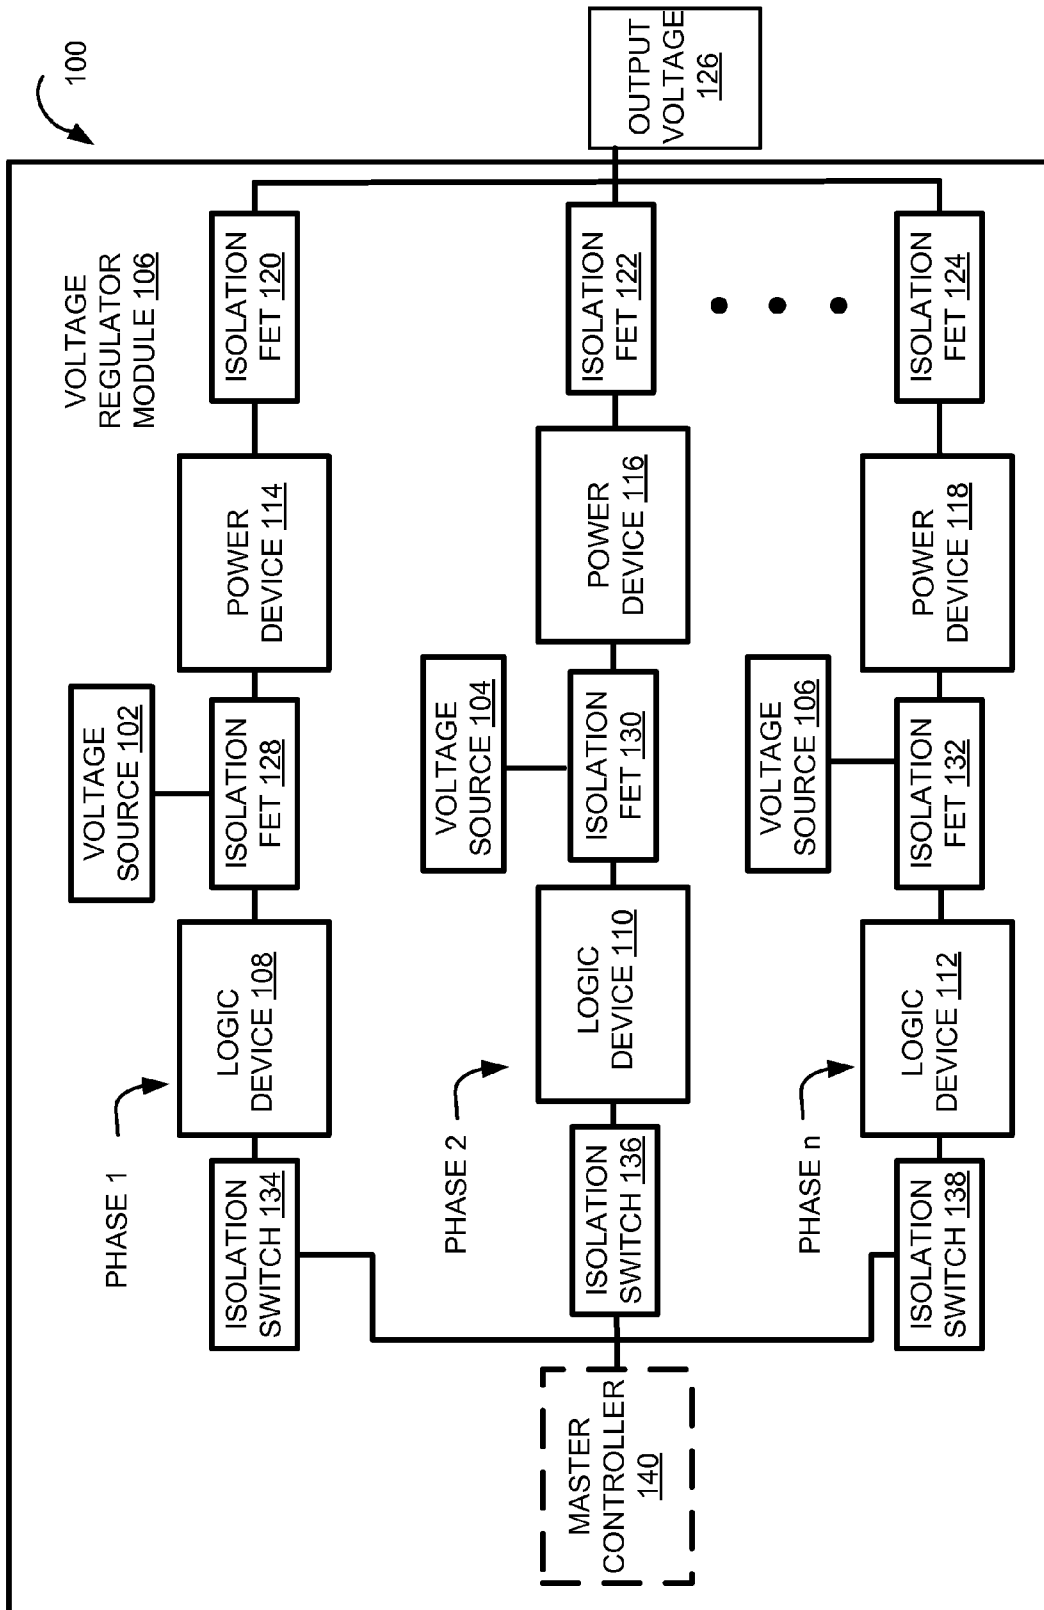 100
VOLTAGE
REGULATOR
MODULE 106
VOLTAGE
SOURCE 102
PHASE 1
ISOLATION
SWITCH 134
LOGIC
DEVICE 108
ISOLATION
FET 128
POWER
DEVICE 114
ISOLATION
FET 120
VOLTAGE
SOURCE 104
PHASE 2
MASTER
CONTROLLER
140
ISOLATION
SWITCH 136
LOGIC
DEVICE 110
ISOLATION
FET 130
POWER
DEVICE 116
ISOLATION
FET 122
OUTPUT
VOLTAGE
126
VOLTAGE
SOURCE 106
PHASE n
ISOLATION
SWITCH 138
LOGIC
DEVICE 112
ISOLATION
FET 132
POWER
DEVICE 118
ISOLATION
FET 124